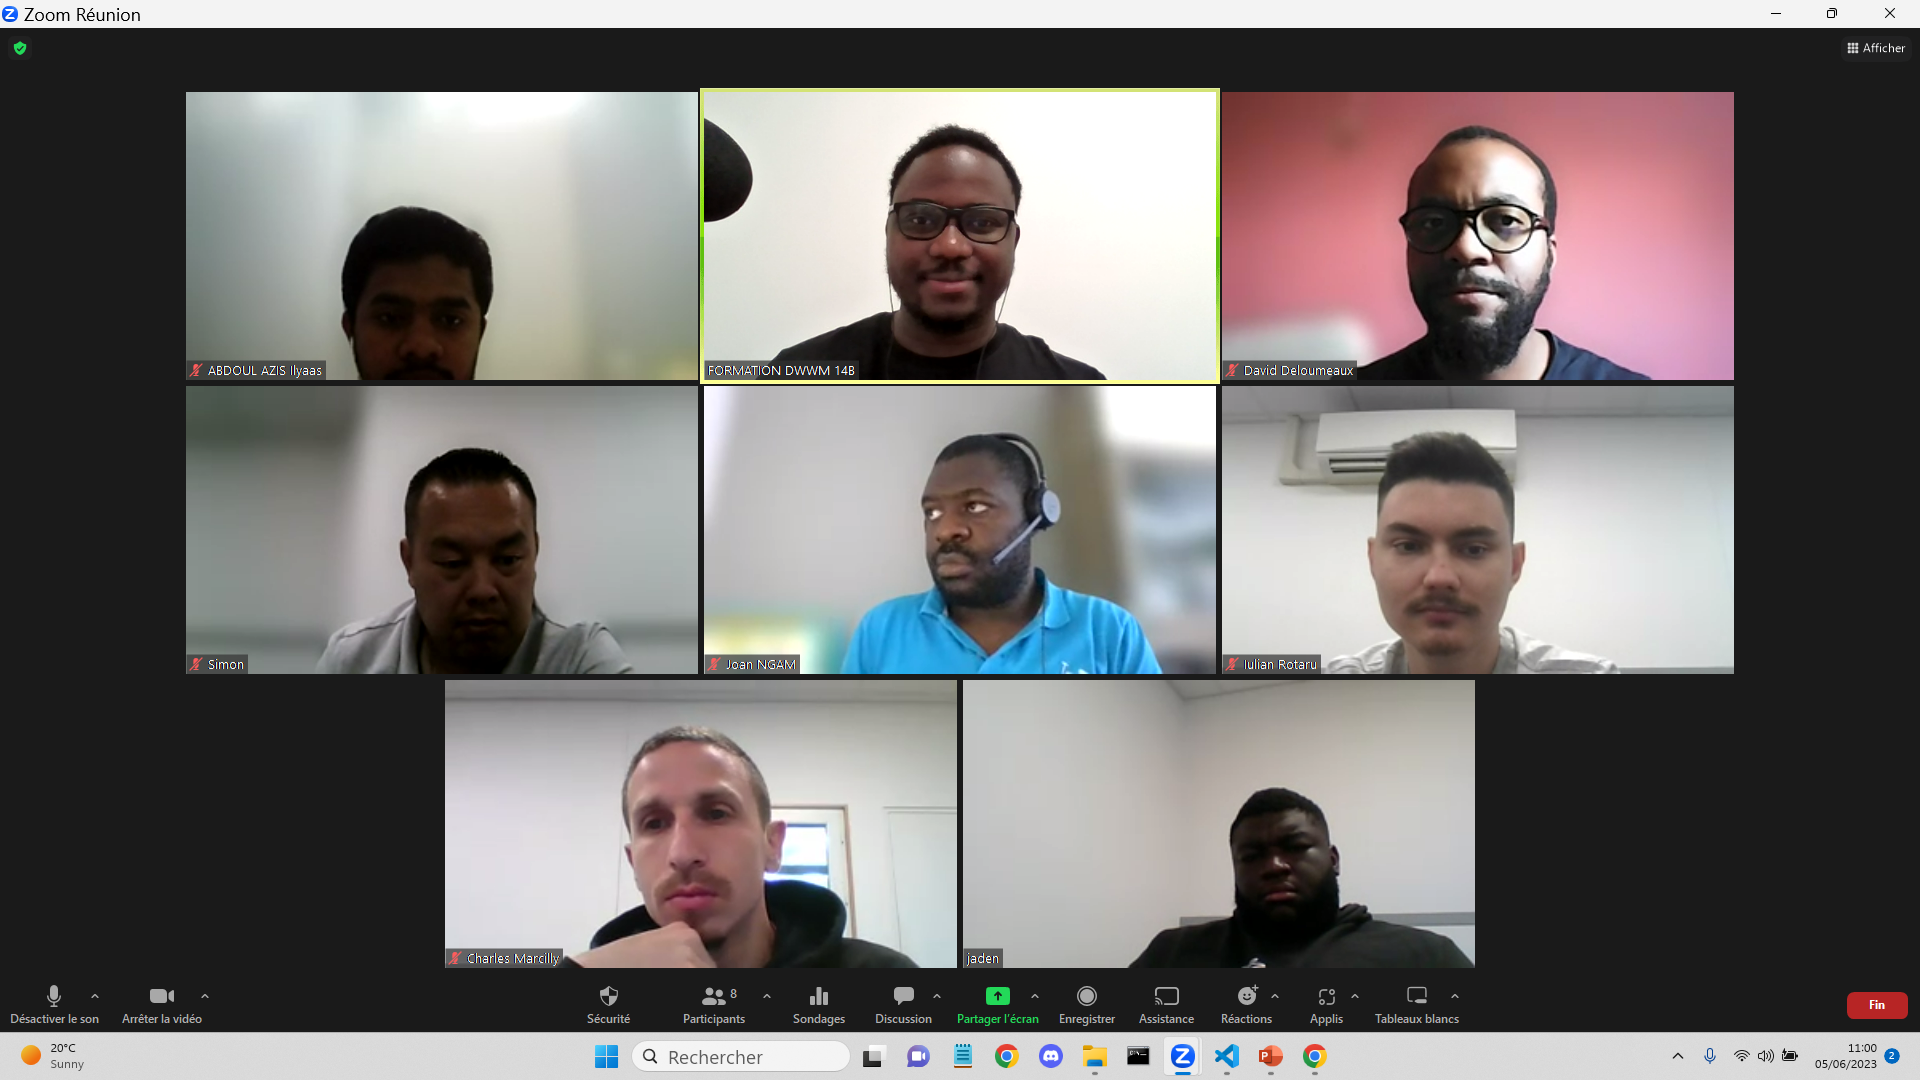 Zoom Réunion
Afficher
ABDOUL AZIS Ilyaas
FORMATION DWWM 14B
David Deloumeaux
Simon
Joan NGAM
Iulian Rotaru
Charles Marcilly
jaden
Désactiver le son
Arrêter la vidéo
Sécurité
8
Participants
Sondages
Discussion
Partager l'écran
Enregistrer
Assistance
Réactions
Applis
Tableaux blancs
Fin
20°C
Sunny
Rechercher
11:00
05/06/2023
2